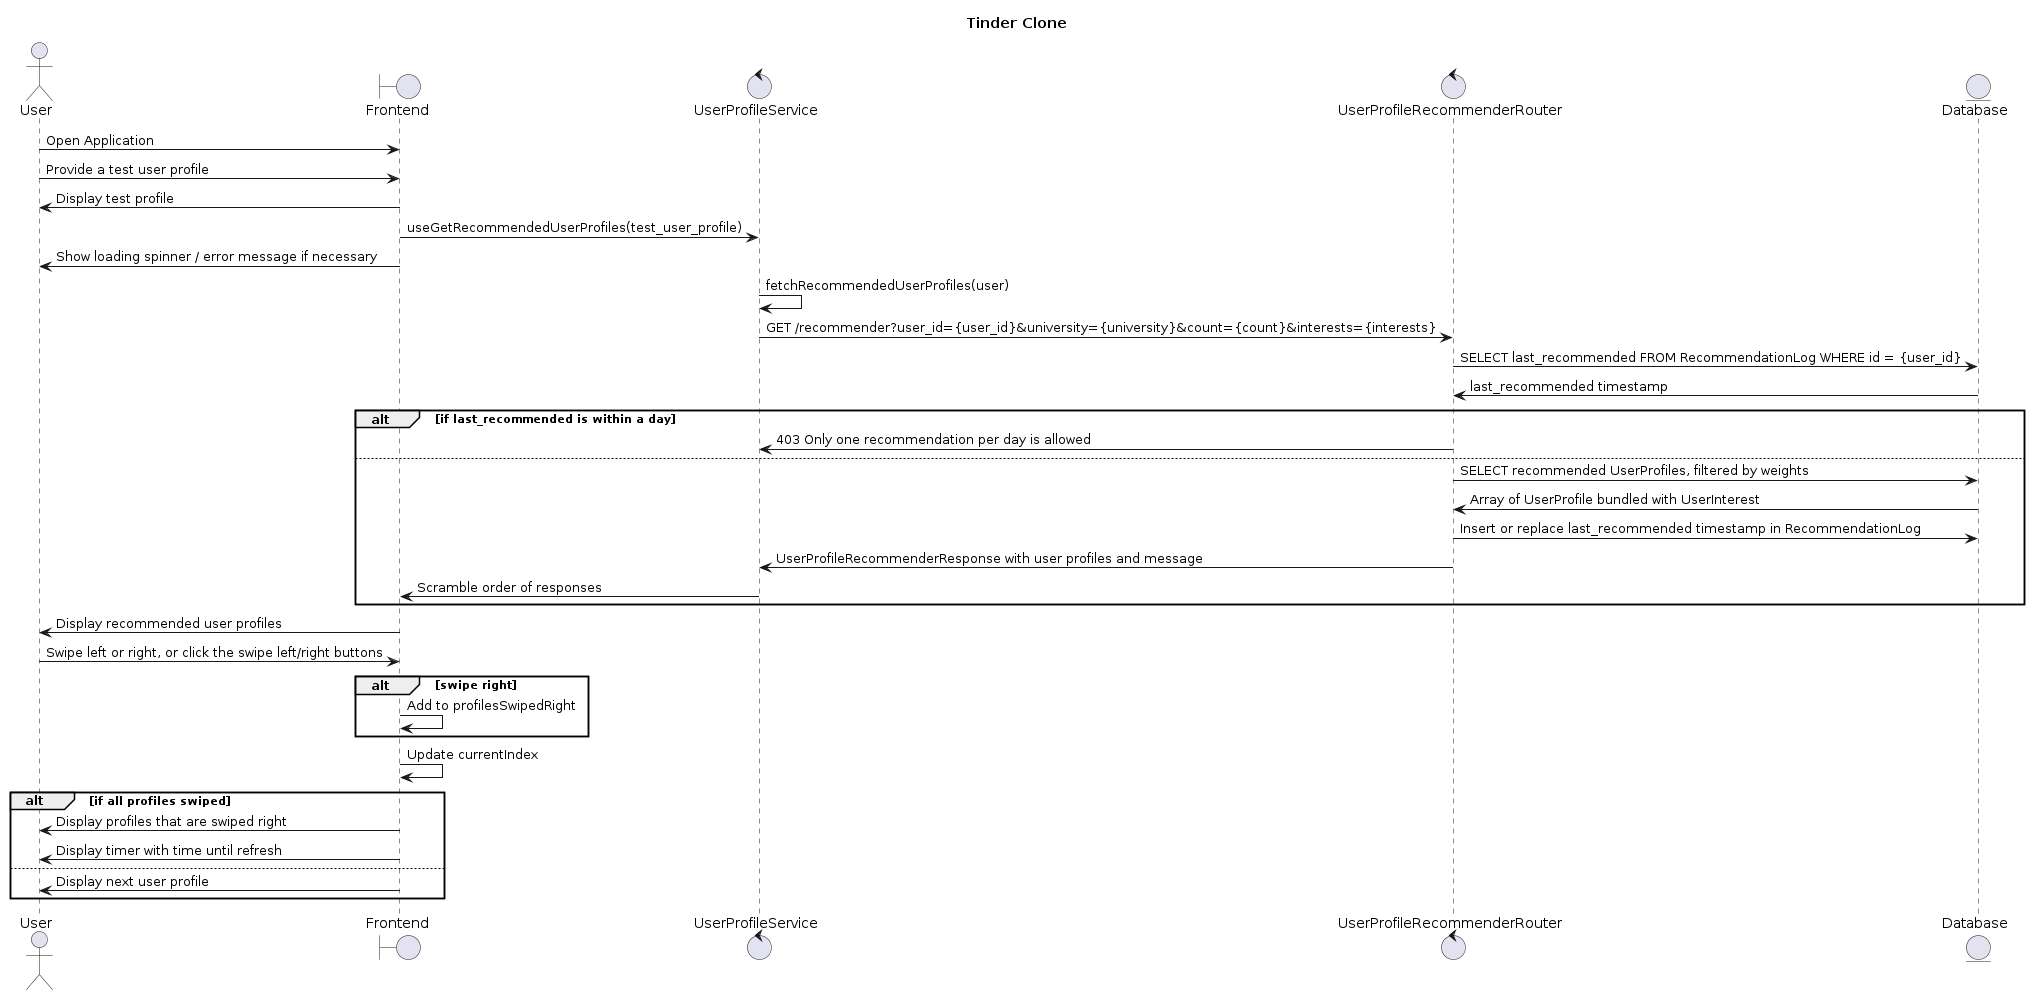 Tinder Clone
User
Frontend
UserProfileService
UserProfileRecommenderRouter
Database
Open Application
Provide a test user profile
Display test profile
useGetRecommendedUserProfiles(test_user_profile)
Show loading spinner / error message if necessary
fetchRecommendedUserProfiles(user)
GET /recommender?user_id={user_id}&university={university}&count={count}&interests={interests}
SELECT last_recommended FROM RecommendationLog WHERE id = {user_id}
last_recommended timestamp
alt [if last_recommended is within a day]
403 Only one recommendation per day is allowed
SELECT recommended UserProfiles, filtered by weights
Array of UserProfile bundled with UserInterest
Insert or replace last_recommended timestamp in RecommendationLog
UserProfileRecommenderResponse with user profiles and message
Scramble order of responses
Display recommended user profiles
Swipe left or right, or click the swipe left/right buttons
alt [swipe right]
Add to profilesSwipedRight
Update currentIndex
alt [if all profiles swiped]
Display profiles that are swiped right
Display timer with time until refresh
Display next user profile
User
Frontend
UserProfileService
UserProfileRecommenderRouter
Database